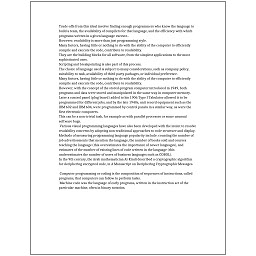 Trade-offs from this ideal involve finding enough programmers who know the language to
build a team, the availability of compilers for that language, and the efficiency with which
programs written in a given language execute.
However, readability is more than just programming style.
Many factors, having little or nothing to do with the ability of the computer to efficiently
compile and execute the code, contribute to readability.
They are the building blocks for all software, from the simplest applications to the most
sophisticated ones.
Scripting and breakpointing is also part of this process.
The choice of language used is subject to many considerations, such as company policy,
suitability to task, availability of third-party packages, or individual preference.
Many factors, having little or nothing to do with the ability of the computer to efficiently
compile and execute the code, contribute to readability.
However, with the concept of the stored-program computer introduced in 1949, both
programs and data were stored and manipulated in the same way in computer memory.
Later a control panel (plug board) added to his 1906 Type I Tabulator allowed it to be
programmed for different jobs, and by the late 1940s, unit record equipment such as the
IBM 602 and IBM 604, were programmed by control panels in a similar way, as were the
first electronic computers.
This can be a non-trivial task, for example as with parallel processes or some unusual
software bugs.
Various visual programming languages have also been developed with the intent to resolve
readability concerns by adopting non-traditional approaches to code structure and display.
Methods of measuring programming language popularity include: counting the number of
job advertisements that mention the language, the number of books sold and courses
teaching the language (this overestimates the importance of newer languages), and
estimates of the number of existing lines of code written in the language (this
underestimates the number of users of business languages such as COBOL).
In the 9th century, the Arab mathematician Al-Kindi described a cryptographic algorithm
for deciphering encrypted code, in A Manuscript on Deciphering Cryptographic Messages.
Computer programming or coding is the composition of sequences of instructions, called
programs, that computers can follow to perform tasks.
Machine code was the language of early programs, written in the instruction set of the
particular machine, often in binary notation.